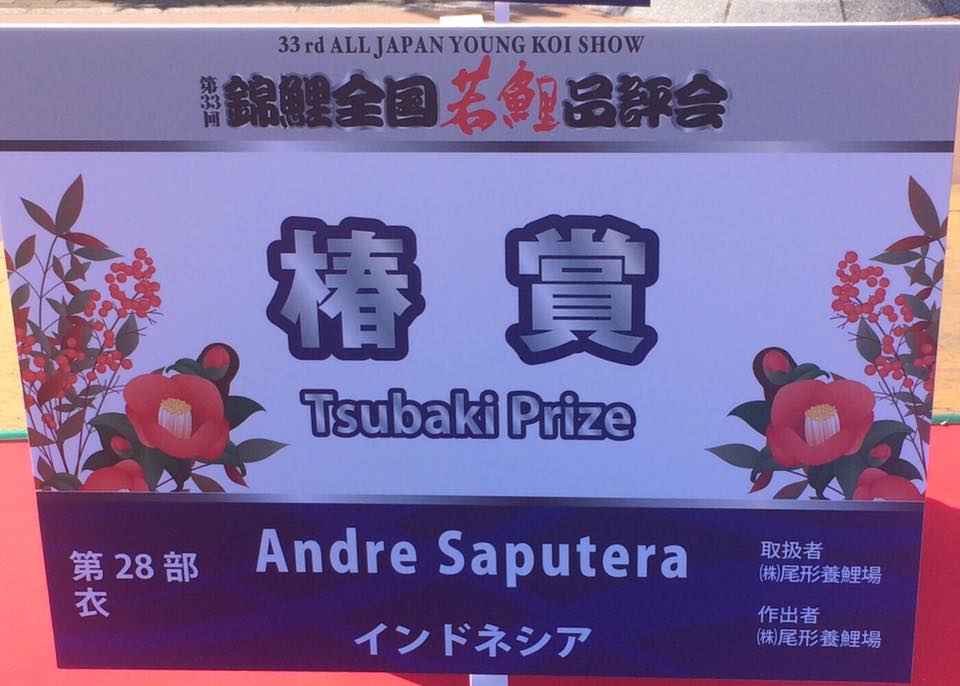 33rd ALL JAPAN YOUNG KOI SHOW
第33回 錦鯉全国若鯉品評会
椿賞
Tsubaki Prize
第28部
衣
Andre Saputera
インドネシア
取扱者
㈱尾形養鯉場
作出者
㈱尾形養鯉場